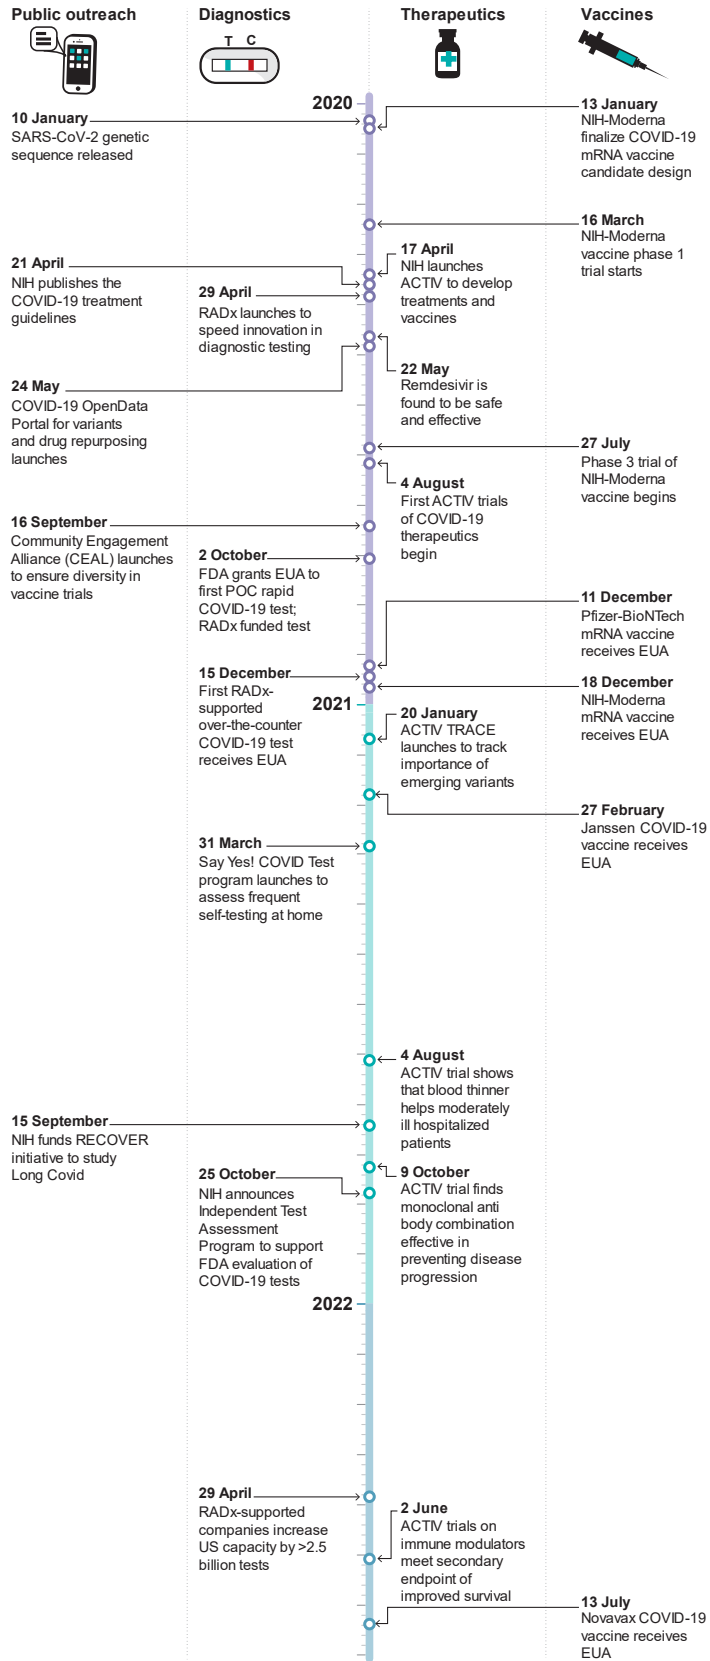 Public outreach
Diagnostics
Therapeutics
Vaccines
T C
2020
10 January
SARS-CoV-2 genetic
sequence released
13 January
NIH-Moderna
finalize COVID-19
mRNA vaccine
candidate design
16 March
NIH-Moderna
vaccine phase 1
trial starts
17 April
NIH launches
ACTIV to develop
treatments and
vaccines
21 April
NIH publishes the
COVID-19 treatment
guidelines
29 April
RADx launches to
speed innovation in
diagnostic testing
22 May
Remdesivir is
found to be safe
and effective
24 May
COVID-19 OpenData
Portal for variants
and drug repurposing
launches
27 July
Phase 3 trial of
NIH-Moderna
vaccine begins
4 August
First ACTIV trials
of COVID-19
therapeutics
begin
16 September
Community Engagement
Alliance (CEAL) launches
to ensure diversity in
vaccine trials
2 October
FDA grants EUA to
first POC rapid
COVID-19 test;
RADx funded test
11 December
Pfizer-BioNTech
mRNA vaccine
receives EUA
15 December
First RADx-
supported
over-the-counter
COVID-19 test
receives EUA
18 December
NIH-Moderna
mRNA vaccine
receives EUA
2021
20 January
ACTIV TRACE
launches to track
importance of
emerging variants
27 February
Janssen COVID-19
vaccine receives
EUA
31 March
Say Yes! COVID Test
program launches to
assess frequent
self-testing at home
4 August
ACTIV trial shows
that blood thinner
helps moderately
ill hospitalized
patients
15 September
NIH funds RECOVER
initiative to study
Long Covid
9 October
ACTIV trial finds
monoclonal anti
body combination
effective in
preventing disease
progression
25 October
NIH announces
Independent Test
Assessment
Program to support
FDA evaluation of
COVID-19 tests
2022
29 April
RADx-supported
companies increase
US capacity by >2.5
billion tests
2 June
ACTIV trials on
immune modulators
meet secondary
endpoint of
improved survival
13 July
Novavax COVID-19
vaccine receives
EUA